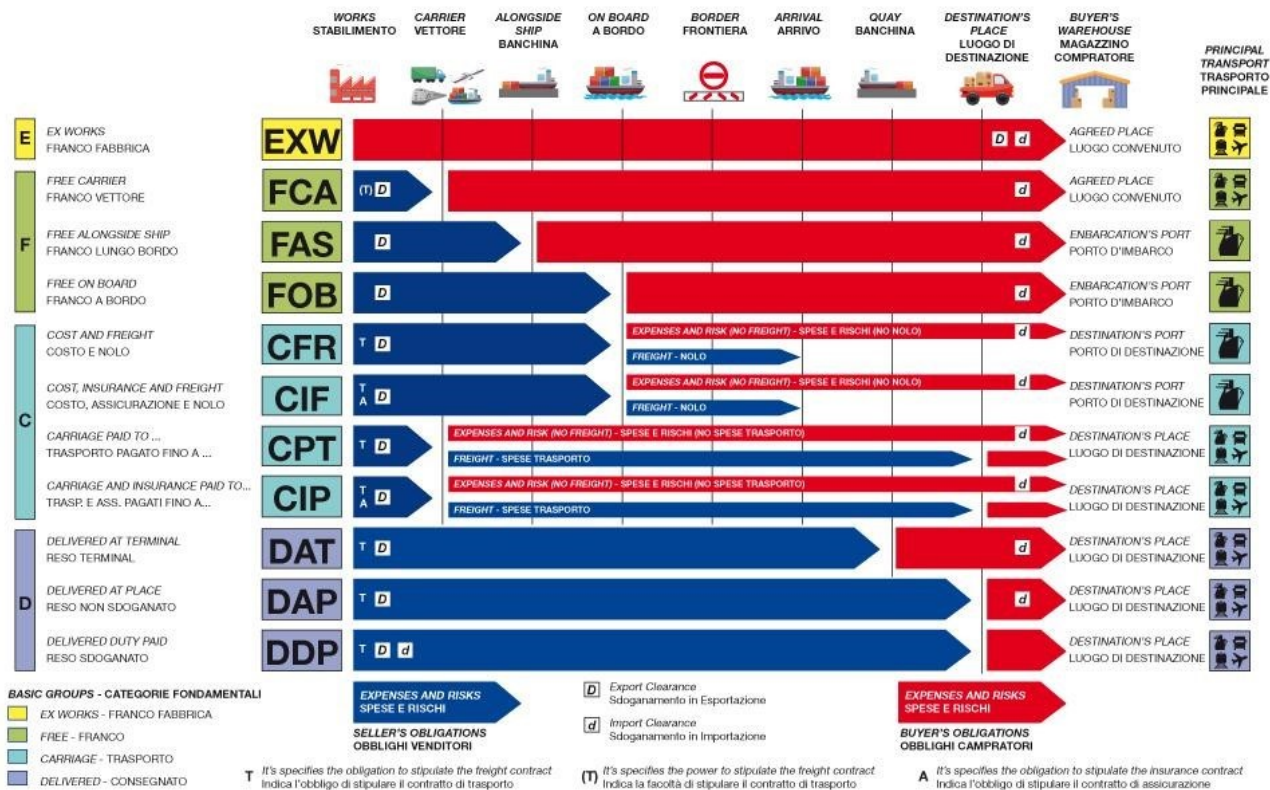 WORKS
STABILIMENTO
CARRIER
VETTORE
ALONGSIDE
SHIP
BANCHINA
ON BOARD
A BORDO
BORDER
FRONTIERA
ARRIVAL
ARRIVO
QUAY
BANCHINA
DESTINATION'S
PLACE
LUOGO DI
DESTINAZIONE
BUYER'S
WAREHOUSE
MAGAZZINO
COMPRATORE
PRINCIPAL
TRANSPORT
TRASPORTO
PRINCIPALE
E
EX WORKS
FRANCO FABBRICA
EXW
D d
AGREED PLACE
LUOGO CONVENUTO
F
FREE CARRIER
FRANCO VETTORE
FCA
(T) D
d
AGREED PLACE
LUOGO CONVENUTO
FREE ALONGSIDE SHIP
FRANCO LUNGO BORDO
FAS
D
d
ENBARCATION'S PORT
PORTO D'IMBARCO
FREE ON BOARD
FRANCO A BORDO
FOB
D
d
ENBARCATION'S PORT
PORTO D'IMBARCO
C
COST AND FREIGHT
COSTO E NOLO
CFR
T D
EXPENSES AND RISK (NO FREIGHT) - SPESE E RISCHI (NO NOLO)
d
FREIGHT - NOLO
DESTINATION'S PORT
PORTO DI DESTINAZIONE
COST, INSURANCE AND FREIGHT
COSTO, ASSICURAZIONE E NOLO
CIF
T
A D
EXPENSES AND RISK (NO FREIGHT) - SPESE E RISCHI (NO NOLO)
d
FREIGHT - NOLO
DESTINATION'S PORT
PORTO DI DESTINAZIONE
CARRIAGE PAID TO ...
TRASPORTO PAGATO FINO A ...
CPT
T D
EXPENSES AND RISK (NO FREIGHT) - SPESE E RISCHI (NO SPESE TRASPORTO)
d
FREIGHT - SPESE TRASPORTO
DESTINATION'S PLACE
LUOGO DI DESTINAZIONE
CARRIAGE AND INSURANCE PAID TO...
TRASP. E ASS. PAGATI FINO A...
CIP
T
A D
EXPENSES AND RISK (NO FREIGHT) - SPESE E RISCHI (NO SPESE TRASPORTO)
d
FREIGHT - SPESE TRASPORTO
DESTINATION'S PLACE
LUOGO DI DESTINAZIONE
D
DELIVERED AT TERMINAL
RESO TERMINAL
DAT
T D
d
DESTINATION'S PLACE
LUOGO DI DESTINAZIONE
DELIVERED AT PLACE
RESO NON SDOGANATO
DAP
T D
d
DESTINATION'S PLACE
LUOGO DI DESTINAZIONE
DELIVERED DUTY PAID
RESO SDOGANATO
DDP
T D d
DESTINATION'S PLACE
LUOGO DI DESTINAZIONE
BASIC GROUPS - CATEGORIE FONDAMENTALI
EX WORKS - FRANCO FABBRICA
FREE - FRANCO
CARRIAGE - TRASPORTO
DELIVERED - CONSEGNATO
EXPENSES AND RISKS
SPESE E RISCHI
SELLER'S OBLIGATIONS
OBBLIGHI VENDITORI
D Export Clearance
Sdoganamento in Esportazione
d Import Clearance
Sdoganamento in Importazione
EXPENSES AND RISKS
SPESE E RISCHI
BUYER'S OBLIGATIONS
OBBLIGHI CAMPRATORI
T It's specifies the obligation to stipulate the freight contract
Indica l'obbligo di stipulare il contratto di trasporto
(T) It's specifies the power to stipulate the freight contract
Indica la facoltà di stipulare il contratto di trasporto
A It's specifies the obligation to stipulate the insurance contract
Indica l'obbligo di stipulare il contratto di assicurazione